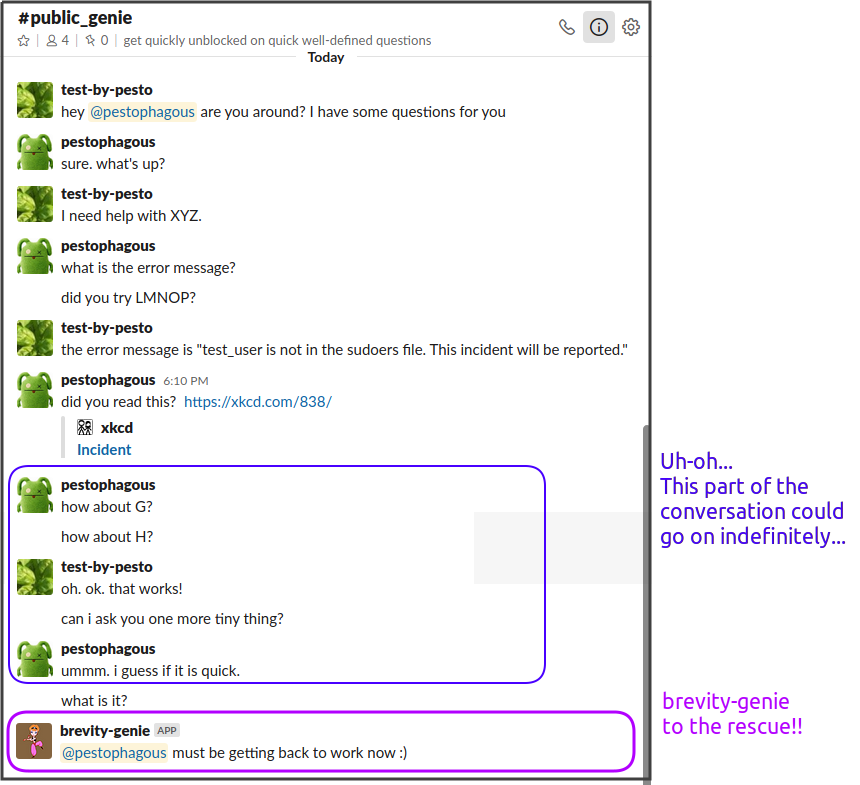 #public_genie
4 | 0 | get quickly unblocked on quick well-defined questions
Today
test-by-pesto
hey @pestophagous are you around? I have some questions for you
pestophagous
sure. what's up?
test-by-pesto
I need help with XYZ.
pestophagous
what is the error message?
did you try LMNOP?
test-by-pesto
the error message is "test_user is not in the sudoers file. This incident will be reported."
pestophagous 6:10 PM
did you read this? https://xkcd.com/838/
xkcd
Incident
pestophagous
how about G?
how about H?
test-by-pesto
oh. ok. that works!
can i ask you one more tiny thing?
pestophagous
ummm. i guess if it is quick.
what is it?
brevity-genie APP
@pestophagous must be getting back to work now :)
Uh-oh...
This part of the
conversation could
go on indefinitely...
brevity-genie
to the rescue!!